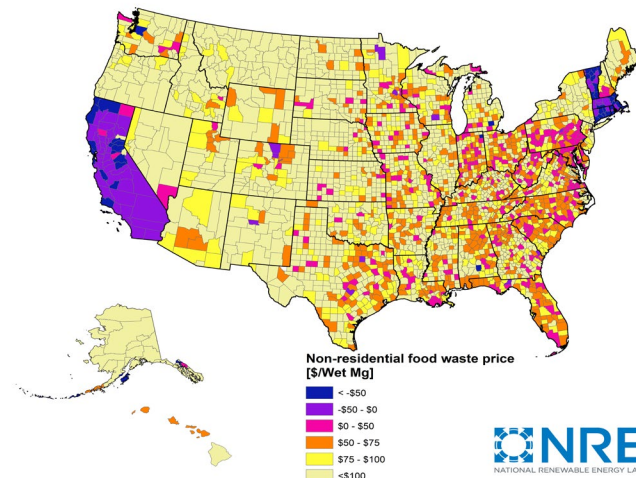 Non-residential food waste price
[$/Wet Mg]
< -$50
-$50 - $0
$0 - $50
$50 - $75
$75 - $100
<$100
NRE
NATIONAL RENEWABLE ENERGY LA